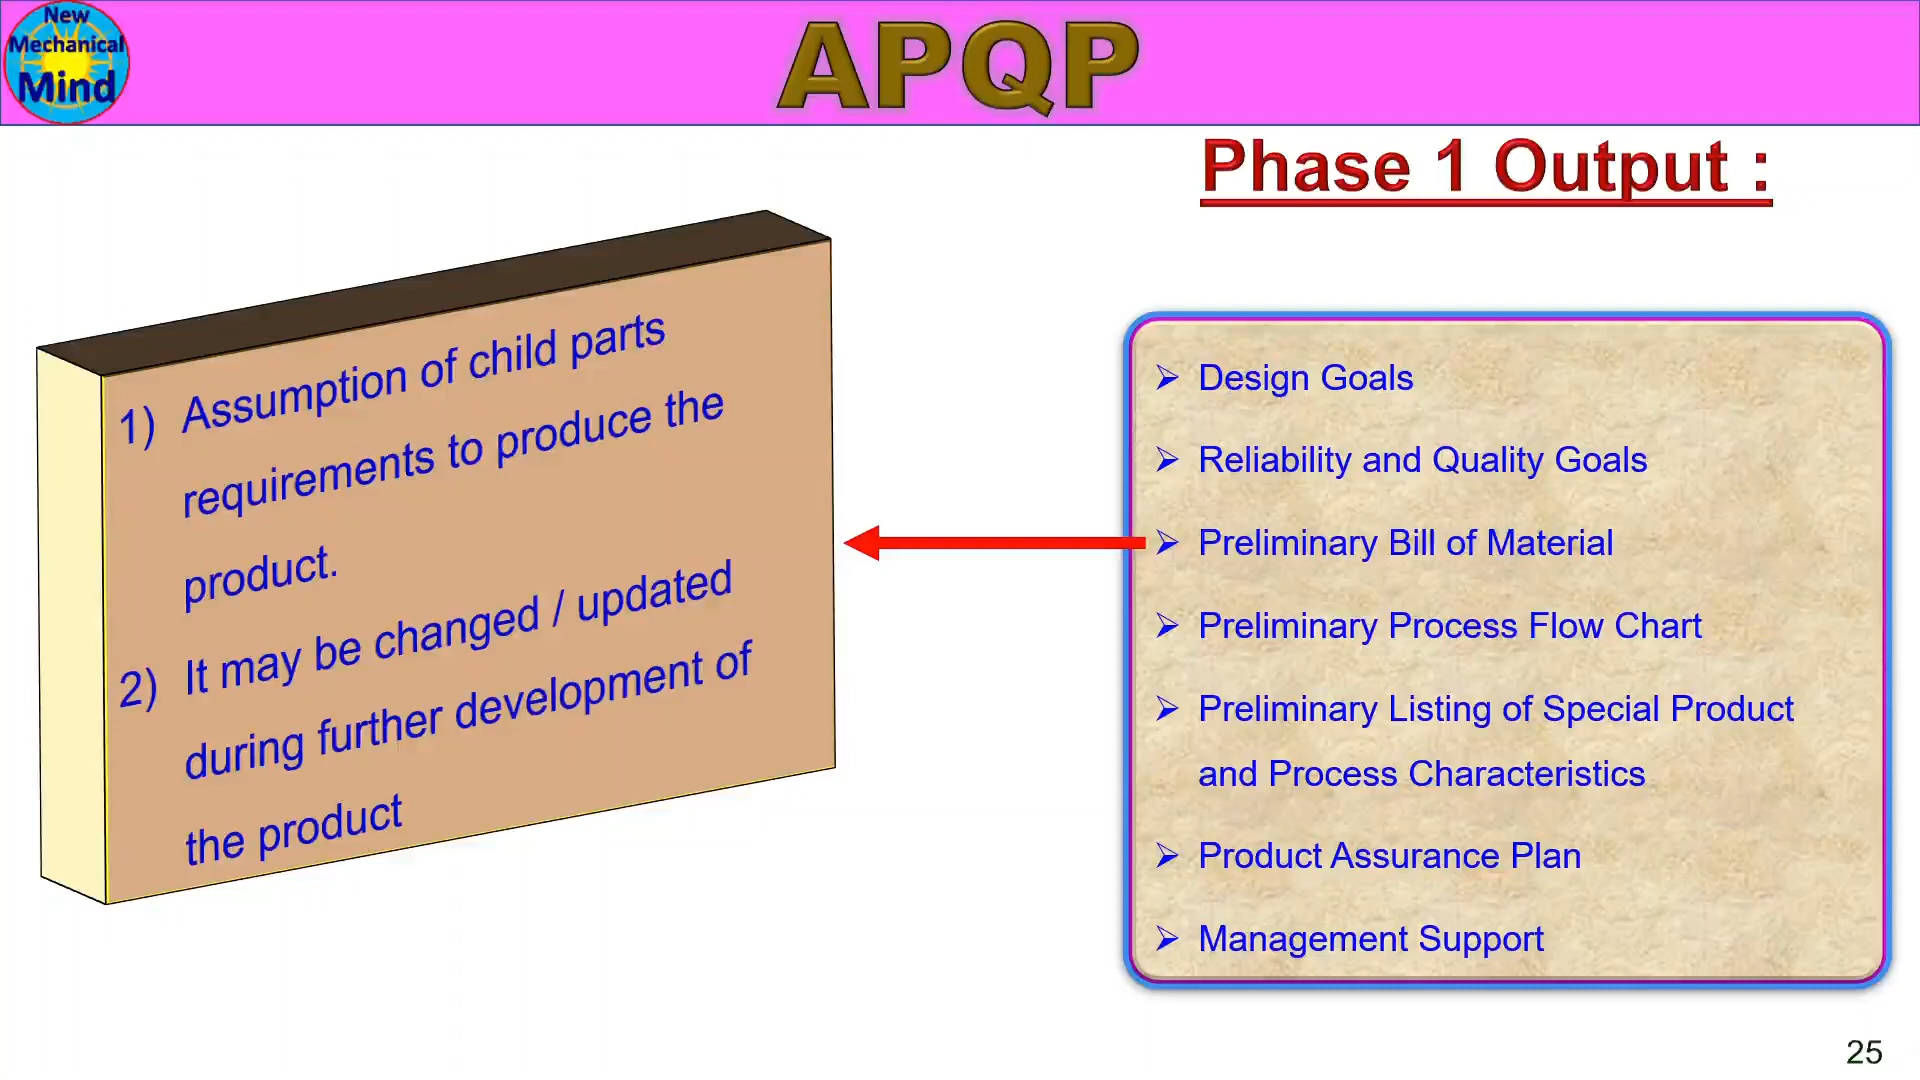 New
Mechanical
Mind
APQP
Phase 1 Output :
1) Assumption of child parts
requirements to produce the
product.
2) It may be changed / updated
during further development of
the product
➢ Design Goals
➢ Reliability and Quality Goals
➢ Preliminary Bill of Material
➢ Preliminary Process Flow Chart
➢ Preliminary Listing of Special Product
and Process Characteristics
➢ Product Assurance Plan
➢ Management Support
25